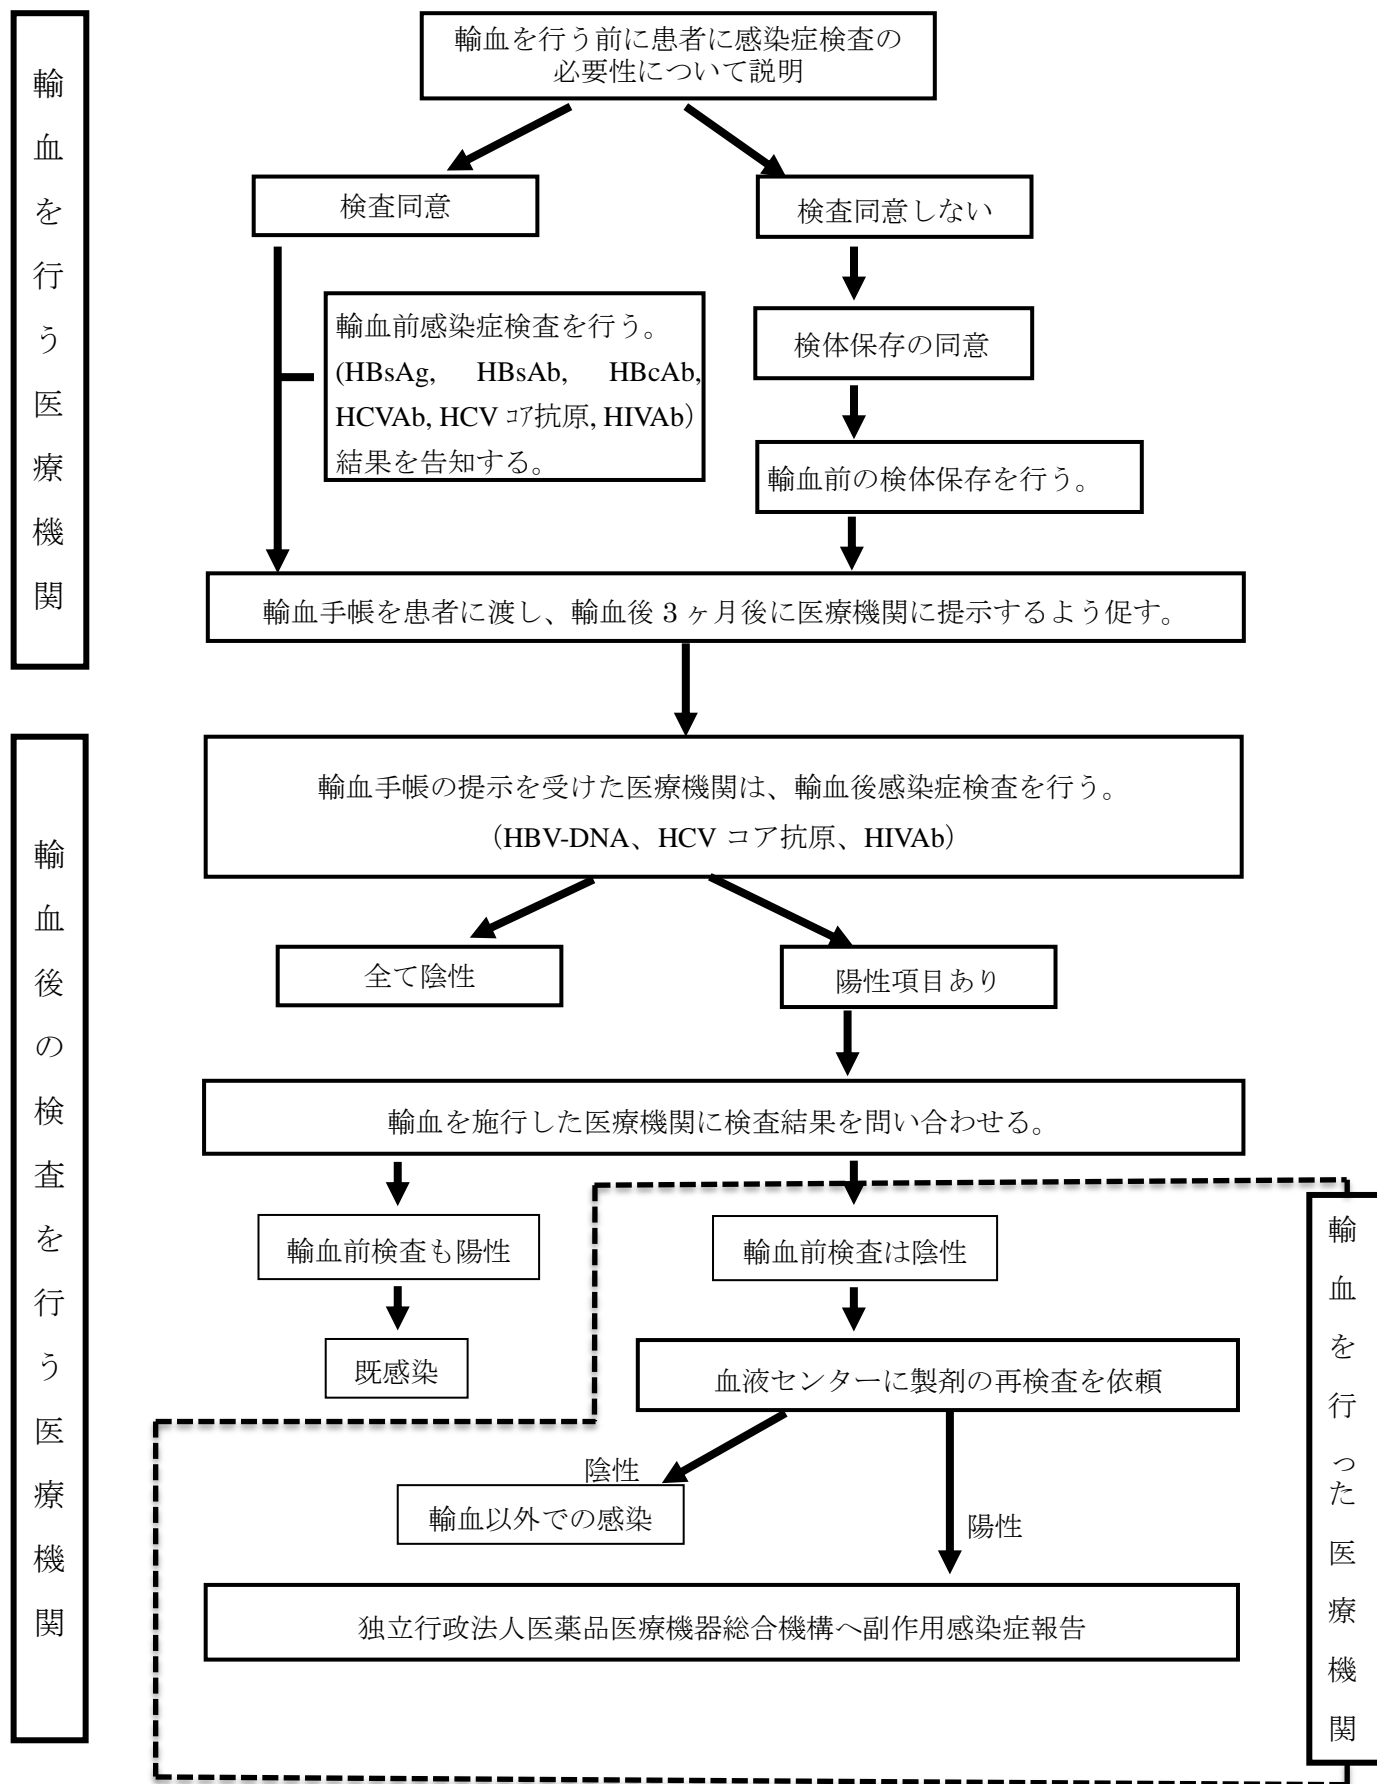 輸血を行う医療機関
輸血を行う前に患者に感染症検査の
必要性について説明
検査同意
検査同意しない
輸血前感染症検査を行う。
(HBsAg, HBsAb, HBcAb,
HCVAb, HCV コア抗原, HIVAb)
結果を告知する。
検体保存の同意
輸血前の検体保存を行う。
輸血手帳を患者に渡し、輸血後 3 ヶ月後に医療機関に提示するよう促す。
輸血後の検査を行う医療機関
輸血手帳の提示を受けた医療機関は、輸血後感染症検査を行う。
（HBV-DNA、HCV コア抗原、HIVAb）
全て陰性
陽性項目あり
輸血を施行した医療機関に検査結果を問い合わせる。
輸血前検査も陽性
輸血前検査は陰性
既感染
血液センターに製剤の再検査を依頼
陰性
輸血以外での感染
陽性
独立行政法人医薬品医療機器総合機構へ副作用感染症報告
輸血を行った医療機関